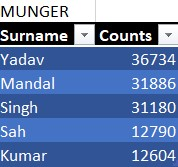 MUNGER
Surname Counts
Yadav 36734
Mandal 31886
Singh 31180
Sah 12790
Kumar 12604